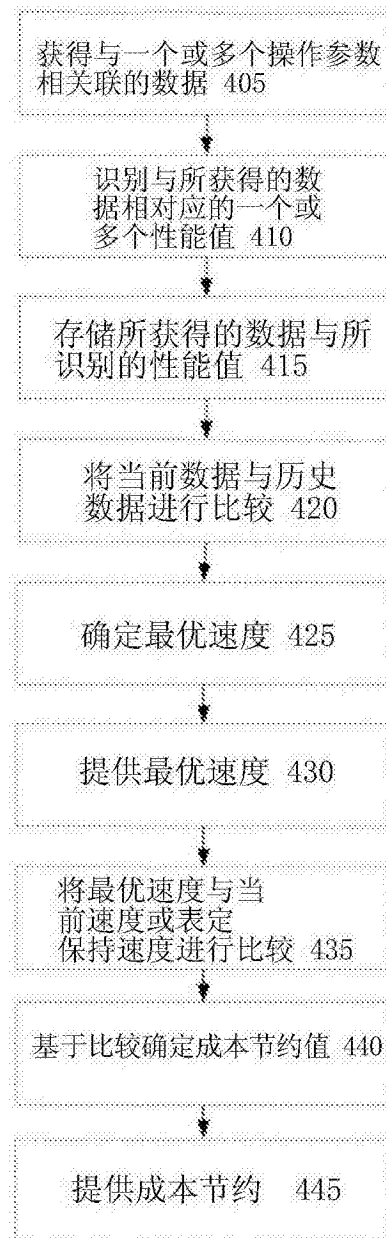 获得与一个或多个操作参数
相关联的数据 405
识别与所获得的数
据相对应的一个或
多个性能值 410
存储所获得的数据与所
识别的性能值 415
将当前数据与历史
数据进行比较 420
确定最优速度 425
提供最优速度 430
将最优速度与当
前速度或表定
保持速度进行比较 435
基于比较确定成本节约值 440
提供成本节约 445